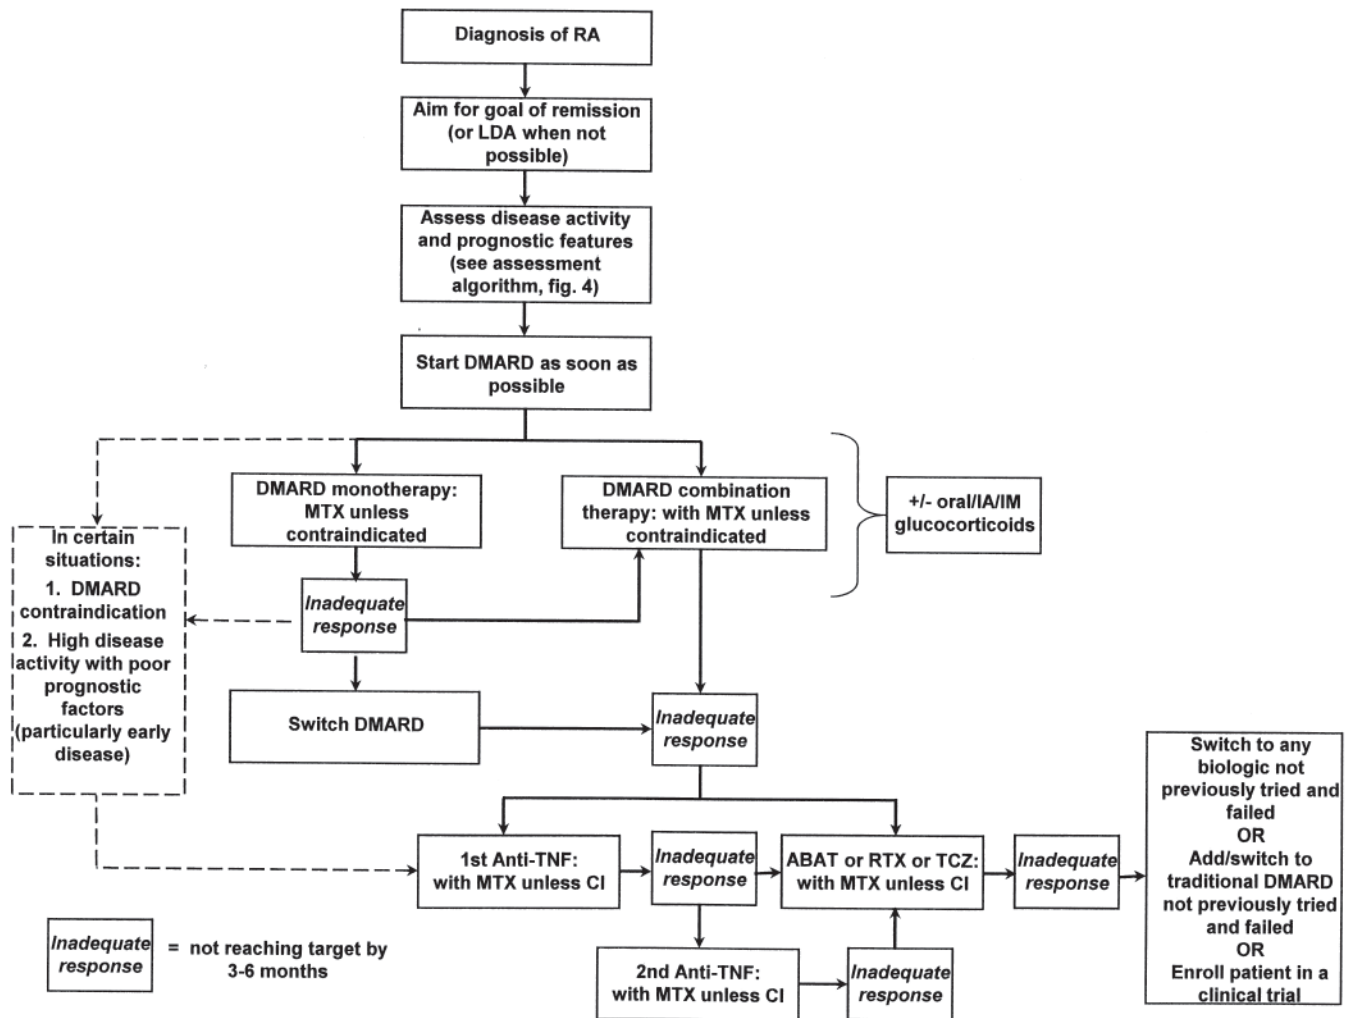 Diagnosis of RA
Aim for goal of remission
(or LDA when not
possible)
Assess disease activity
and prognostic features
(see assessment
algorithm, fig. 4)
Start DMARD as soon as
possible
DMARD monotherapy:
MTX unless
contraindicated
DMARD combination
therapy: with MTX unless
contraindicated
+/- oral/IA/IM
glucocorticoids
In certain
situations:
1. DMARD
contraindication
2. High disease
activity with poor
prognostic
factors
(particularly early
disease)
Inadequate
response
Switch DMARD
Inadequate
response
1st Anti-TNF:
with MTX unless CI
Inadequate
response
ABAT or RTX or TCZ:
with MTX unless CI
Inadequate
response
Switch to any
biologic not
previously tried and
failed
OR
Add/switch to
traditional DMARD
not previously tried
and failed
OR
Enroll patient in a
clinical trial
2nd Anti-TNF:
with MTX unless CI
Inadequate
response
Inadequate
response
= not reaching target by
3-6 months